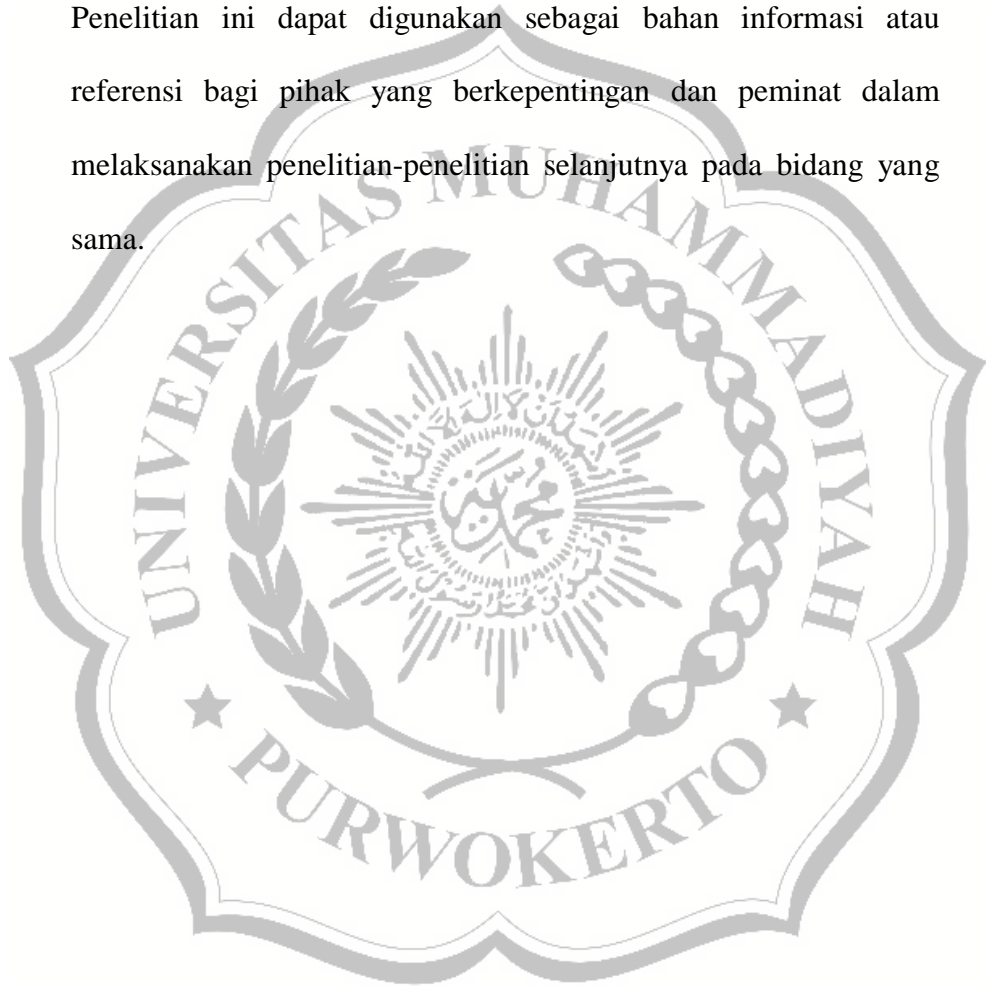 Penelitian ini dapat digunakan sebagai bahan informasi atau
referensi bagi pihak yang berkepentingan dan peminat dalam
melaksanakan penelitian-penelitian selanjutnya pada bidang yang
sama.
UNIVERSITAS MUHAMMADIYAH
PURWOKERTO